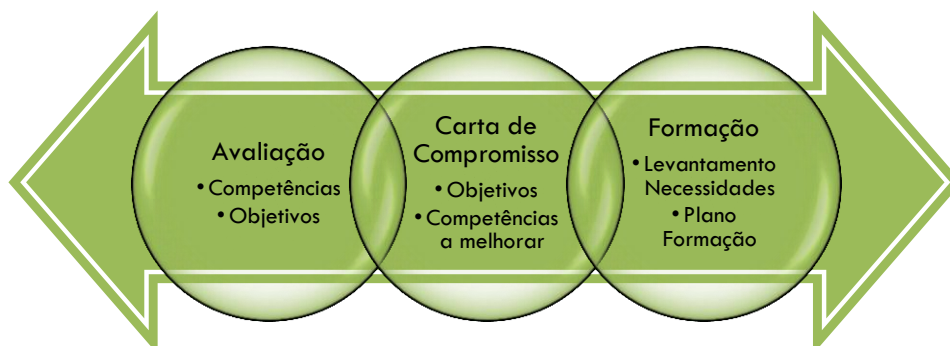 Avaliação
• Competências
• Objetivos
Carta de
Compromisso
• Objetivos
• Competências
a melhorar
Formação
• Levantamento
Necessidades
• Plano
Formação